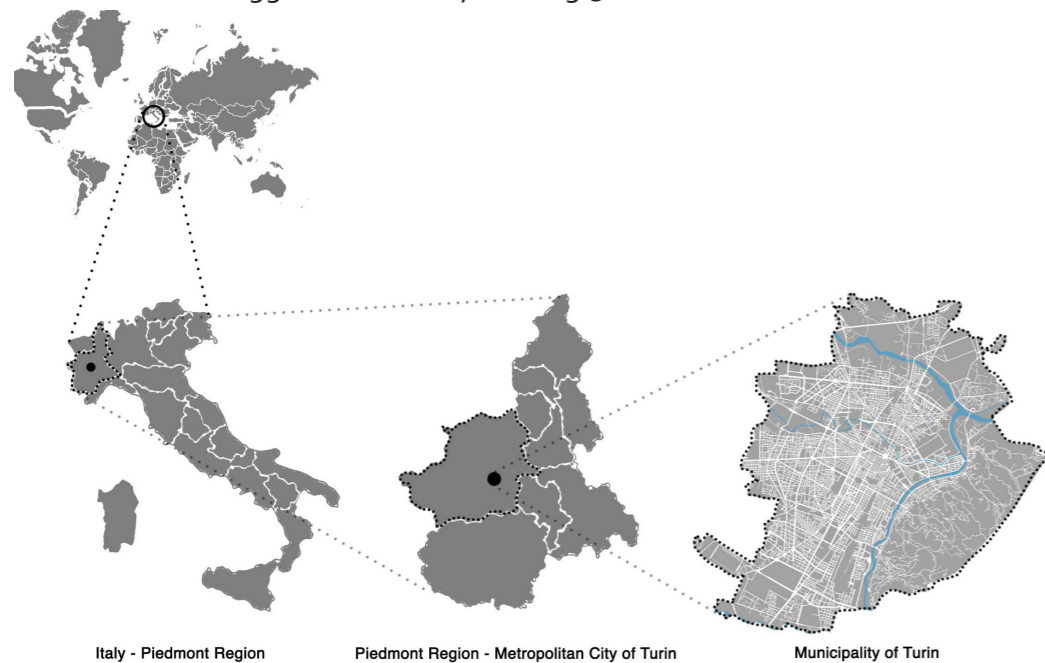 Italy - Piedmont Region
Piedmont Region - Metropolitan City of Turin
Municipality of Turin